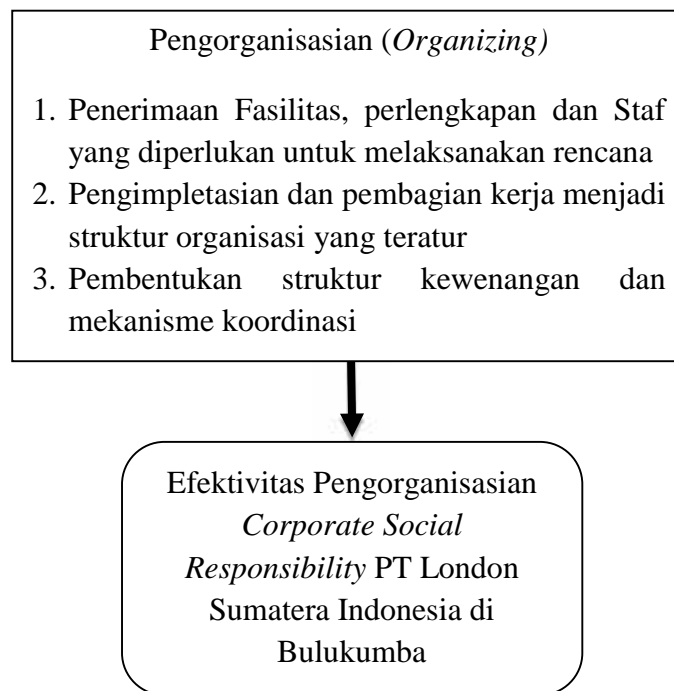 Pengorganisasian (Organizing)
1. Penerimaan Fasilitas, perlengkapan dan Staf
yang diperlukan untuk melaksanakan rencana
2. Pengimpletasian dan pembagian kerja menjadi
struktur organisasi yang teratur
3. Pembentukan struktur kewenangan dan
mekanisme koordinasi
Efektivitas Pengorganisasian
Corporate Social
Responsibility PT London
Sumatera Indonesia di
Bulukumba